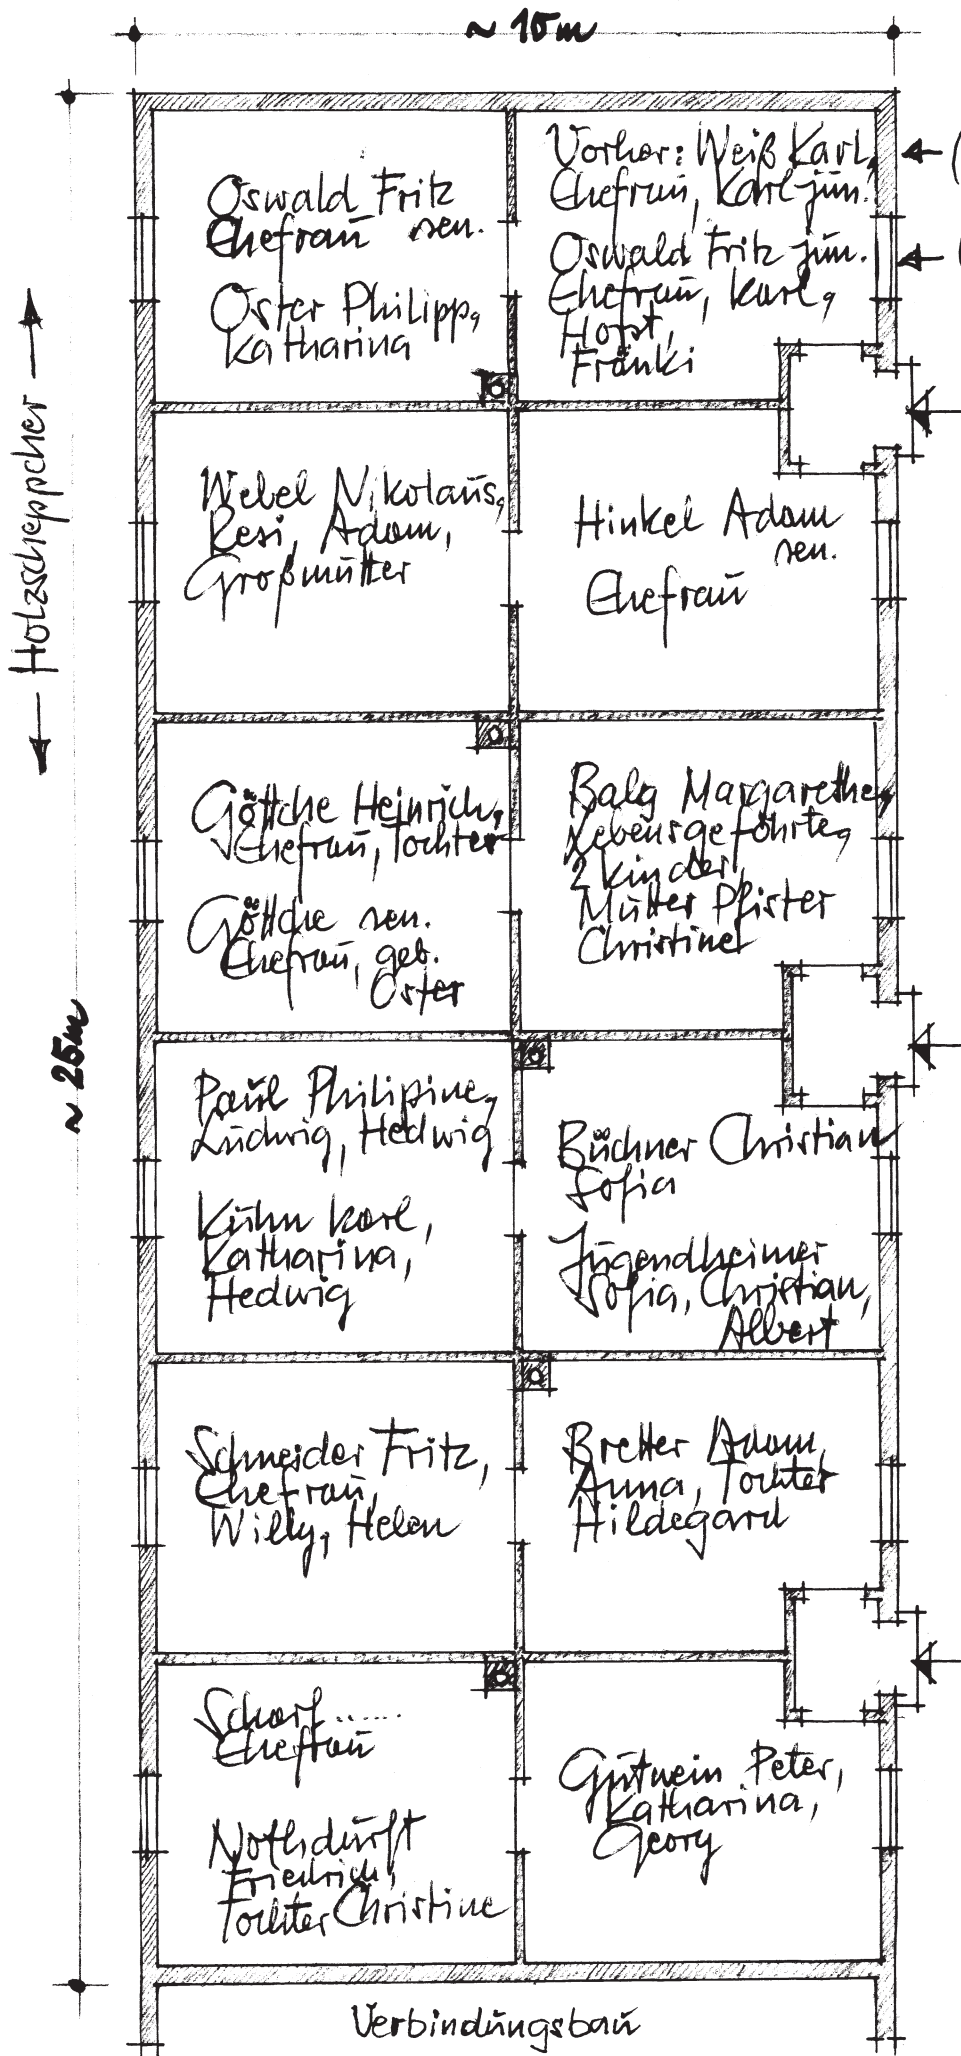 ~ 15m
Oswald Fritz
Ehefrau sen.
Oster Philipp,
Katharina
Vorher: Weiß Karl,
Ehefrau, Karl jun.
Oswald Fritz jun.
Ehefrau, Karl,
Horst,
Fränki
Holzscheppcher
Webel Nikolaus,
Resi, Adam,
Großmutter
Hinkel Adam
sen.
Ehefrau
Göttche Heinrich,
Ehefrau, Tochter
Göttche sen.
Ehefrau, geb.
Oster
Balg Margarethe,
Lebensgefährte,
2 Kinder,
Mutter Pfister
Christine
~ 25m
Paul Philipine,
Ludwig, Hedwig
Kuhn Karl,
Katharina,
Hedwig
Büchner Christian
Sofia
Jugendheimer
Sofia, Christian,
Albert
Schneider Fritz,
Ehefrau,
Willy, Helen
Bretter Adam,
Anna, Tochter
Hildegard
Scharf ......
Ehefrau
Nothdurft
Friedrich,
Tochter Christine
Gutwein Peter,
Katharina,
Georg
Verbindungsbau